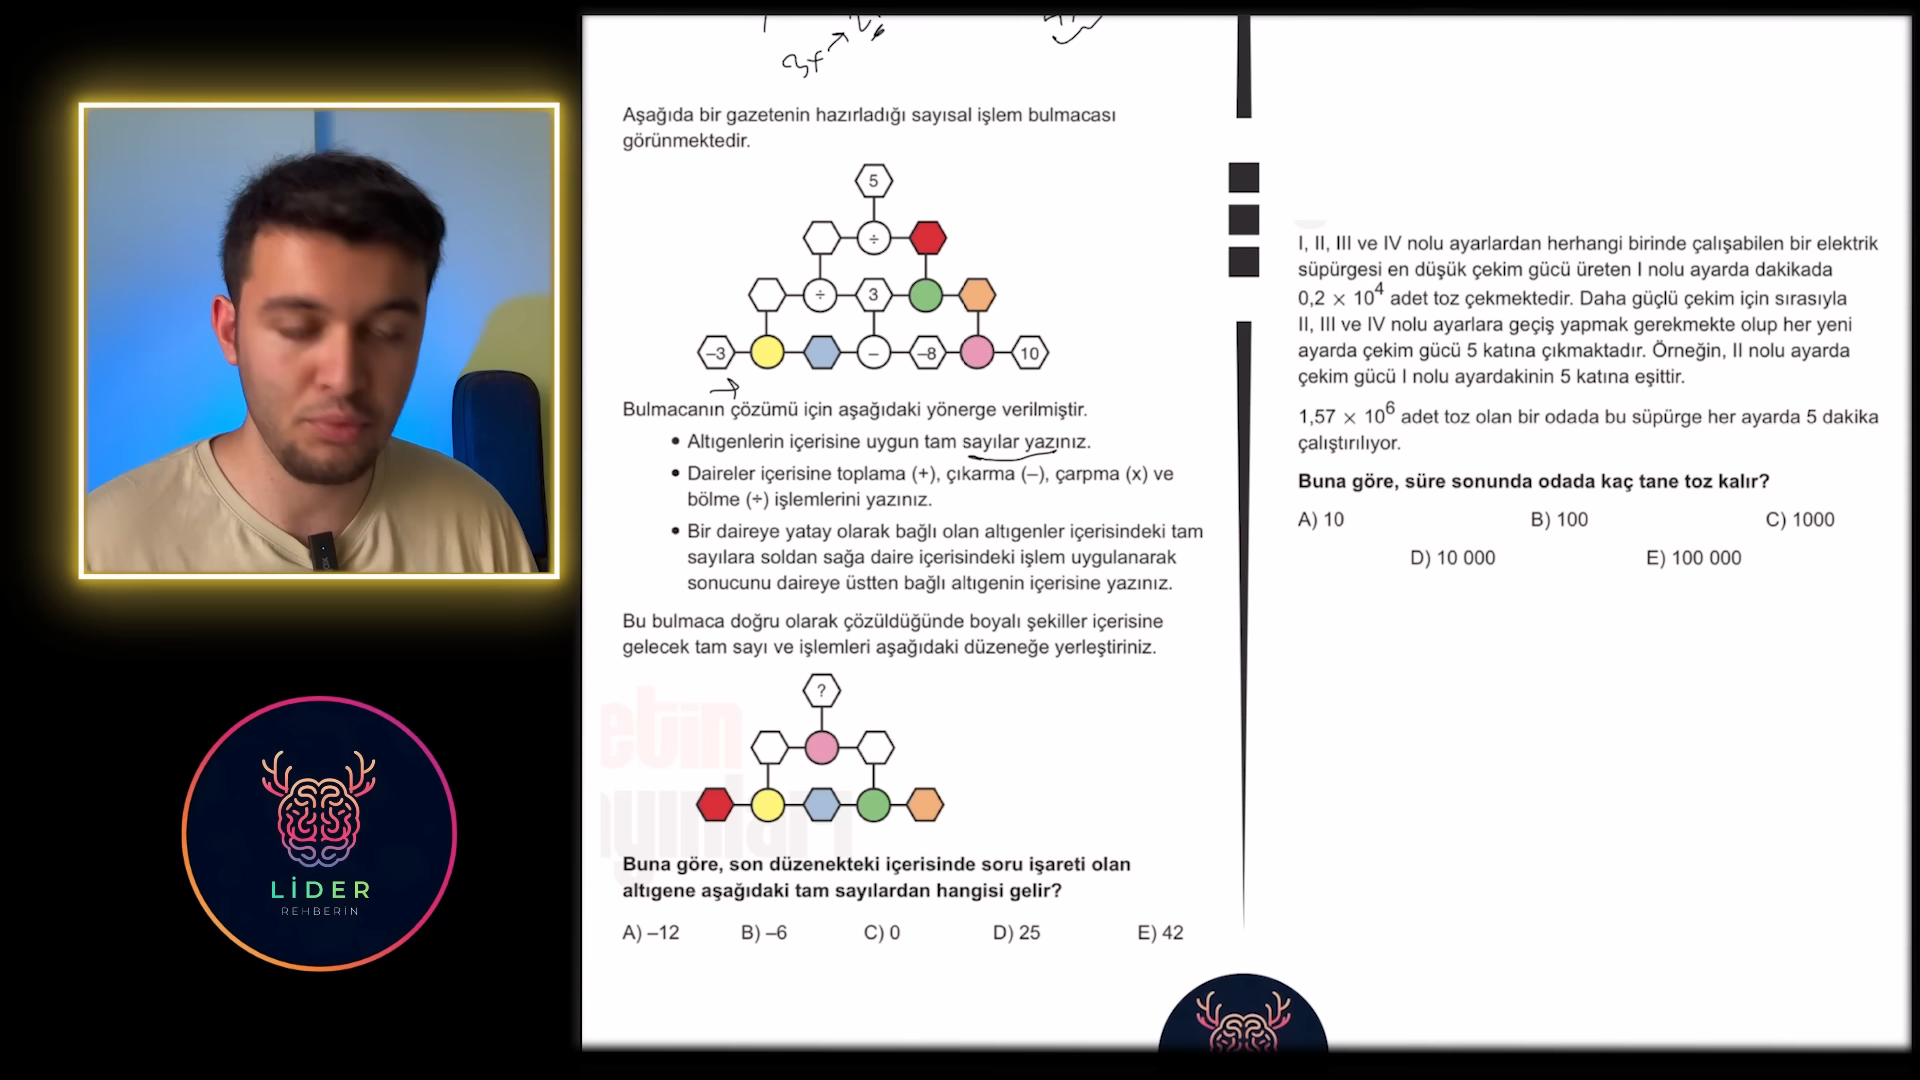 Aşağıda bir gazetenin hazırladığı sayısal işlem bulmacası
görünmektedir.
5
÷
÷ 3
–3 – –8 10
Bulmacanın çözümü için aşağıdaki yönerge verilmiştir.
• Altıgenlerin içerisine uygun tam sayılar yazınız.
• Daireler içerisine toplama (+), çıkarma (–), çarpma (x) ve
bölme (÷) işlemlerini yazınız.
• Bir daireye yatay olarak bağlı olan altıgenler içerisindeki tam
sayılara soldan sağa daire içerisindeki işlem uygulanarak
sonucunu daireye üstten bağlı altıgenin içerisine yazınız.
Bu bulmaca doğru olarak çözüldüğünde boyalı şekiller içerisine
gelecek tam sayı ve işlemleri aşağıdaki düzeneğe yerleştiriniz.
?
Buna göre, son düzenekteki içerisinde soru işareti olan
altıgene aşağıdaki tam sayılardan hangisi gelir?
A) –12 B) –6 C) 0 D) 25 E) 42
I, II, III ve IV nolu ayarlardan herhangi birinde çalışabilen bir elektrik
süpürgesi en düşük çekim gücü üreten I nolu ayarda dakikada
0,2 × 10⁴ adet toz çekmektedir. Daha güçlü çekim için sırasıyla
II, III ve IV nolu ayarlara geçiş yapmak gerekmekte olup her yeni
ayarda çekim gücü 5 katına çıkmaktadır. Örneğin, II nolu ayarda
çekim gücü I nolu ayardakinin 5 katına eşittir.
1,57 × 10⁶ adet toz olan bir odada bu süpürge her ayarda 5 dakika
çalıştırılıyor.
Buna göre, süre sonunda odada kaç tane toz kalır?
A) 10 B) 100 C) 1000
D) 10 000 E) 100 000
LİDER
REHBERİN